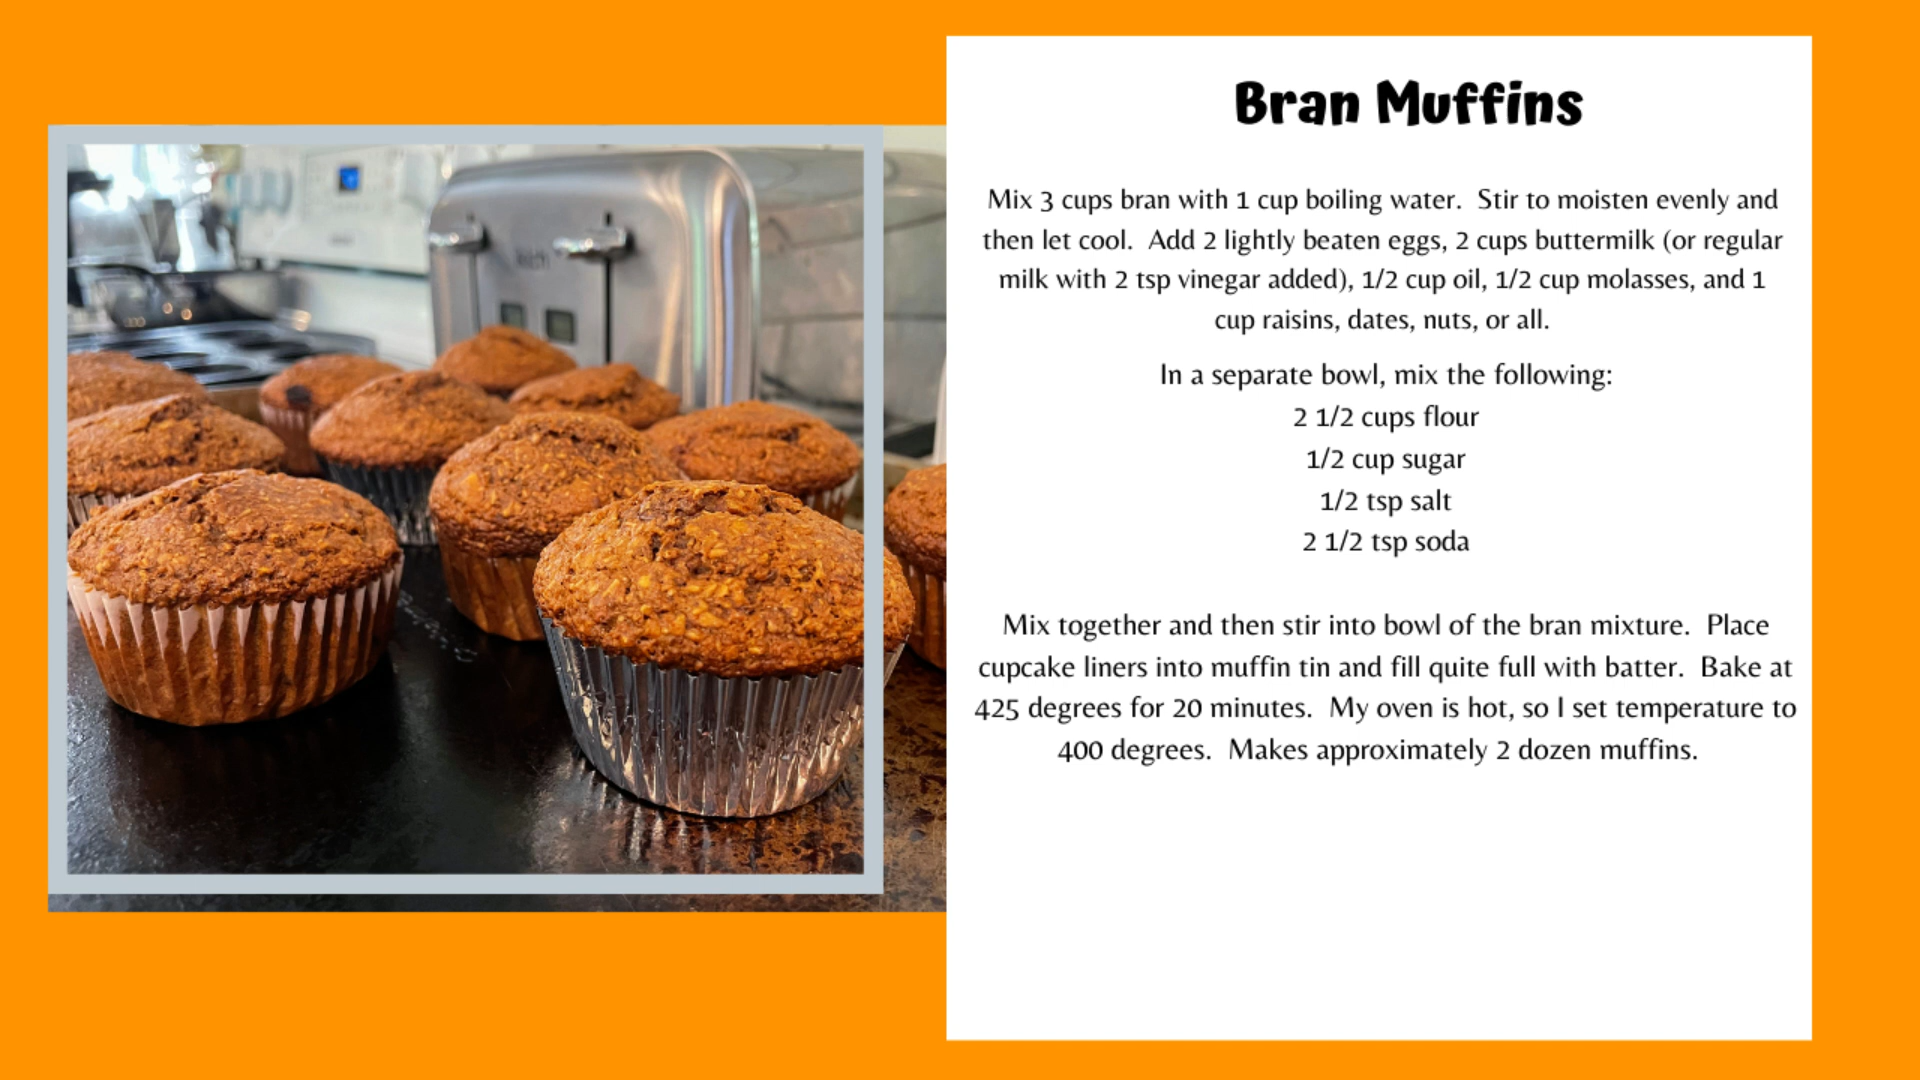 Bran Muffins
Mix 3 cups bran with 1 cup boiling water.  Stir to moisten evenly and
then let cool.  Add 2 lightly beaten eggs, 2 cups buttermilk (or regular
milk with 2 tsp vinegar added), 1/2 cup oil, 1/2 cup molasses, and 1
cup raisins, dates, nuts, or all.
In a separate bowl, mix the following:
2 1/2 cups flour
1/2 cup sugar
1/2 tsp salt
2 1/2 tsp soda
Mix together and then stir into bowl of the bran mixture.  Place
cupcake liners into muffin tin and fill quite full with batter.  Bake at
425 degrees for 20 minutes.  My oven is hot, so I set temperature to
400 degrees.  Makes approximately 2 dozen muffins.